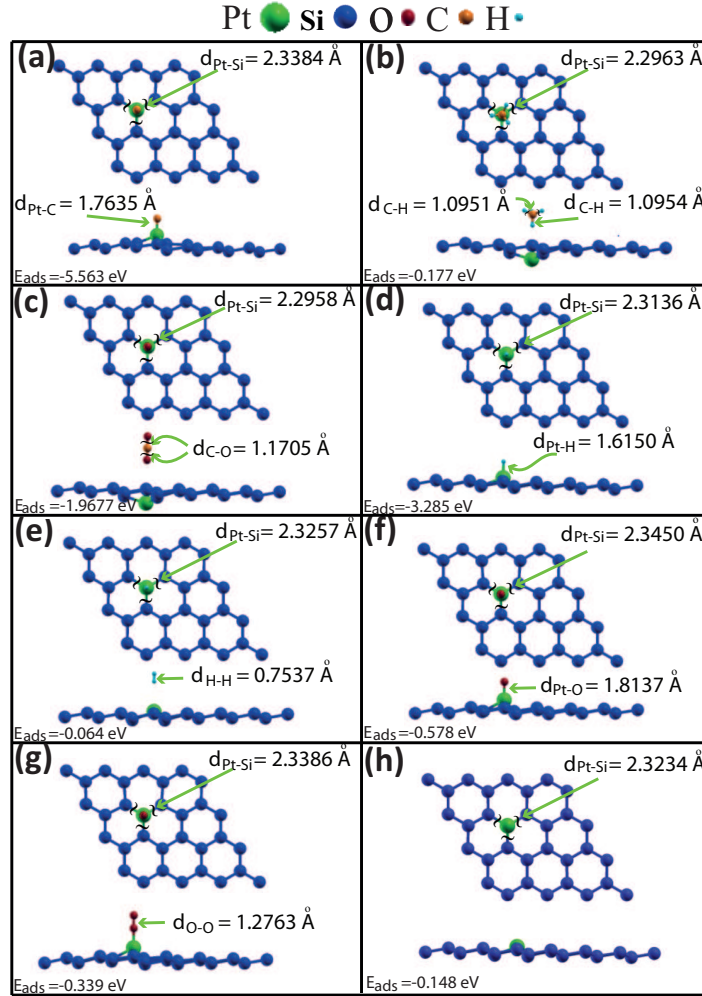 Pt Si O C H
(a) dPt-Si = 2.3384 Å
dPt-C = 1.7635 Å
Eads =-5.563 eV
(b) dPt-Si = 2.2963 Å
dC-H = 1.0951 Å dC-H = 1.0954 Å
Eads =-0.177 eV
(c) dPt-Si = 2.2958 Å
dC-O = 1.1705 Å
Eads =-1.9677 eV
(d) dPt-Si = 2.3136 Å
dPt-H = 1.6150 Å
Eads =-3.285 eV
(e) dPt-Si = 2.3257 Å
dH-H = 0.7537 Å
Eads =-0.064 eV
(f) dPt-Si = 2.3450 Å
dPt-O = 1.8137 Å
Eads =-0.578 eV
(g) dPt-Si = 2.3386 Å
dO-O = 1.2763 Å
Eads =-0.339 eV
(h) dPt-Si = 2.3234 Å
Eads =-0.148 eV